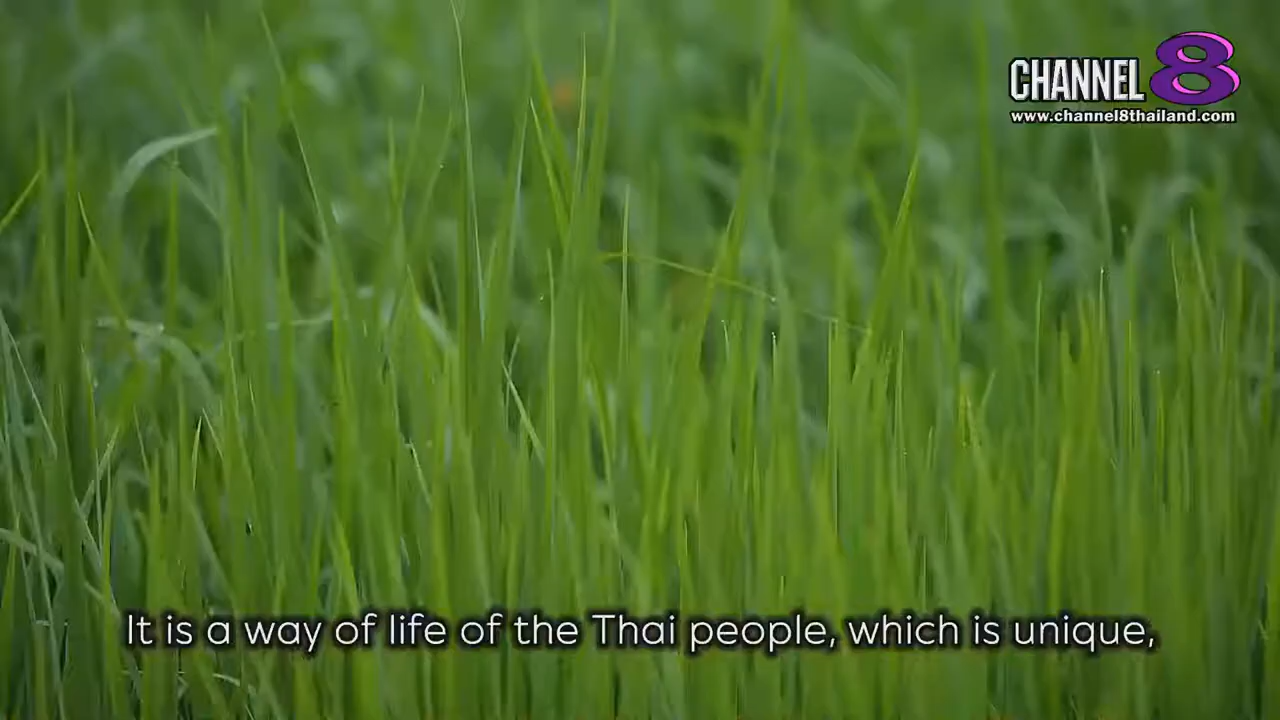 CHANNEL 8
www.channel8thailand.com
It is a way of life of the Thai people, which is unique,